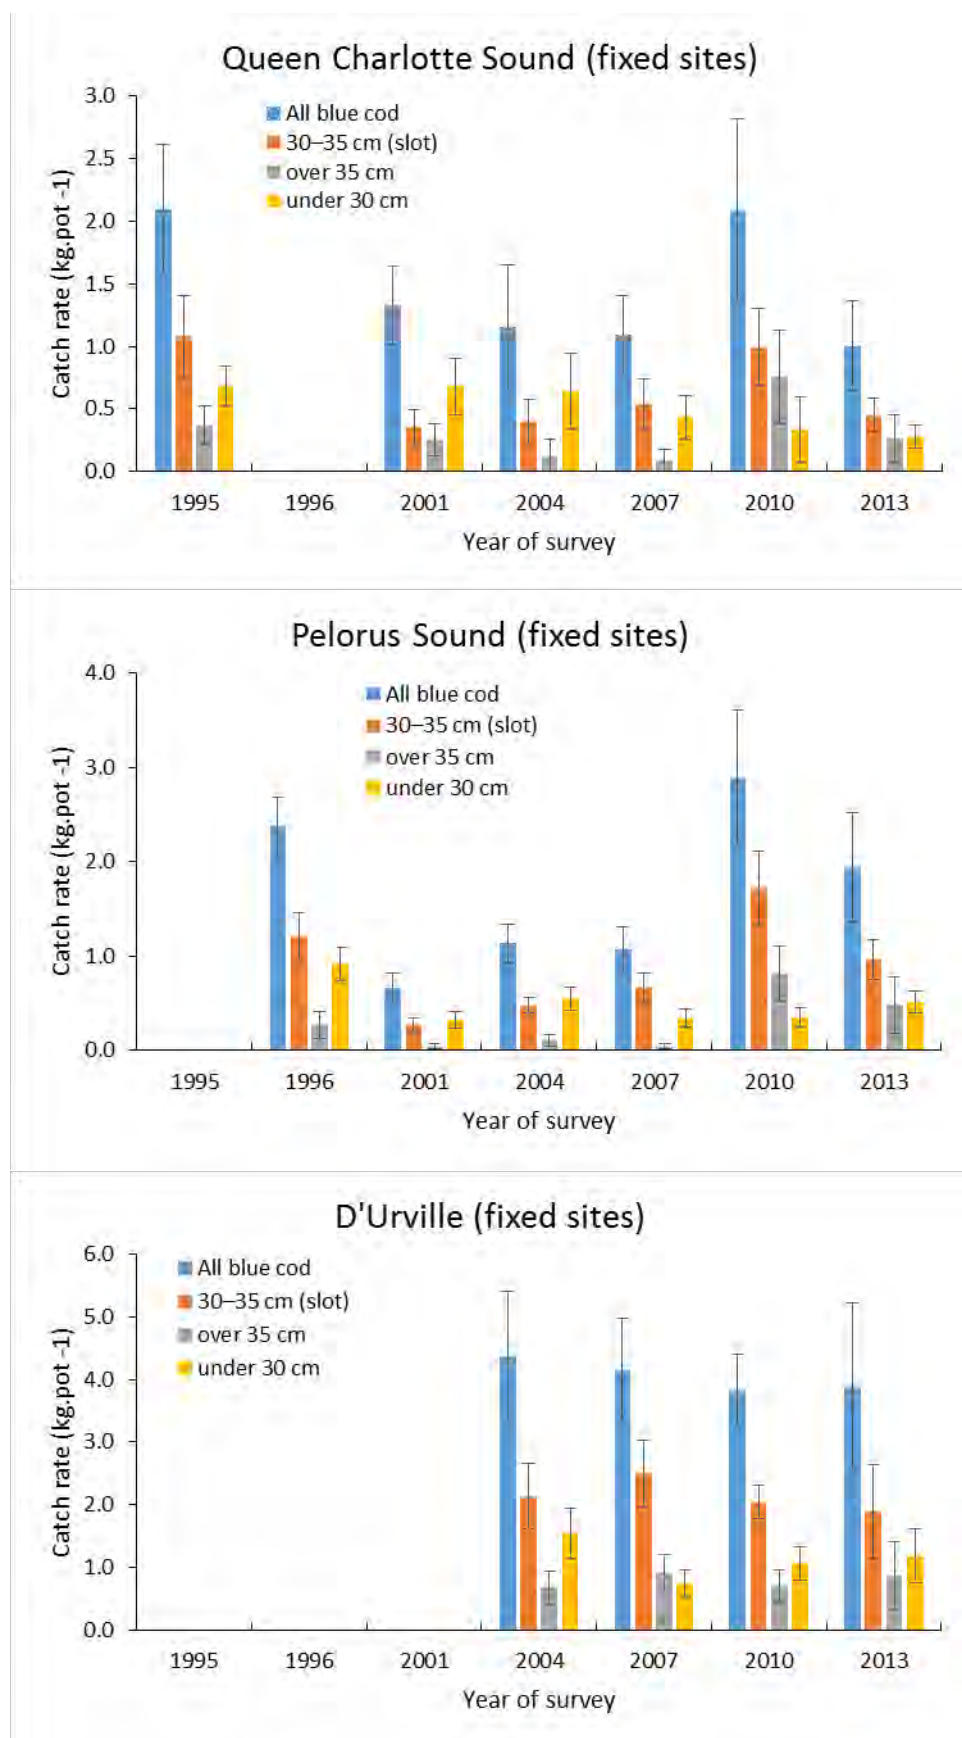 Queen Charlotte Sound (fixed sites)
3.0
2.5
2.0
1.5
1.0
0.5
0.0
Catch rate (kg.pot -1)
All blue cod
30–35 cm (slot)
over 35 cm
under 30 cm
1995 1996 2001 2004 2007 2010 2013
Year of survey
Pelorus Sound (fixed sites)
4.0
3.0
2.0
1.0
0.0
Catch rate (kg.pot -1)
All blue cod
30–35 cm (slot)
over 35 cm
under 30 cm
1995 1996 2001 2004 2007 2010 2013
Year of survey
D'Urville (fixed sites)
6.0
5.0
4.0
3.0
2.0
1.0
0.0
Catch rate (kg.pot -1)
All blue cod
30–35 cm (slot)
over 35 cm
under 30 cm
1995 1996 2001 2004 2007 2010 2013
Year of survey